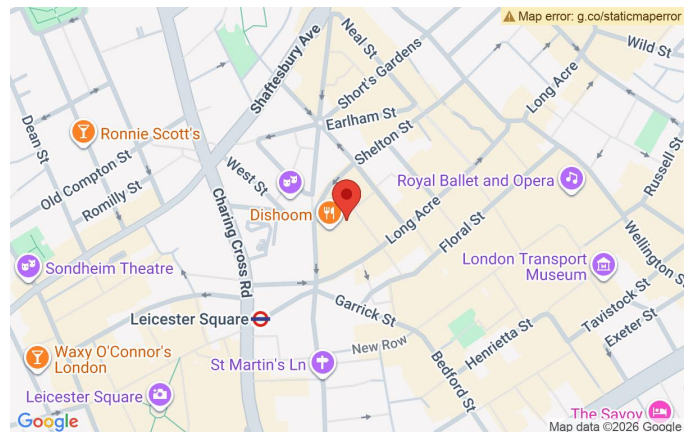 Map error: g.co/staticmaperror
Wild St
Neal St
Short's Gardens
Shaftesbury Ave
Long Acre
Dean St
Ronnie Scott's
Earlham St
Shelton St
Russell St
Old Compton St
Romilly St
West St
Royal Ballet and Opera
Charing Cross Rd
Dishoom
Long Acre
Floral St
Wellington St
Sondheim Theatre
London Transport
Museum
Leicester Square
Garrick St
Tavistock St
Exeter St
Waxy O'Connor's
London
St Martin's Ln
New Row
Henrietta St
Bedford St
Leicester Square
The Savoy
Google
Map data ©2026 Google